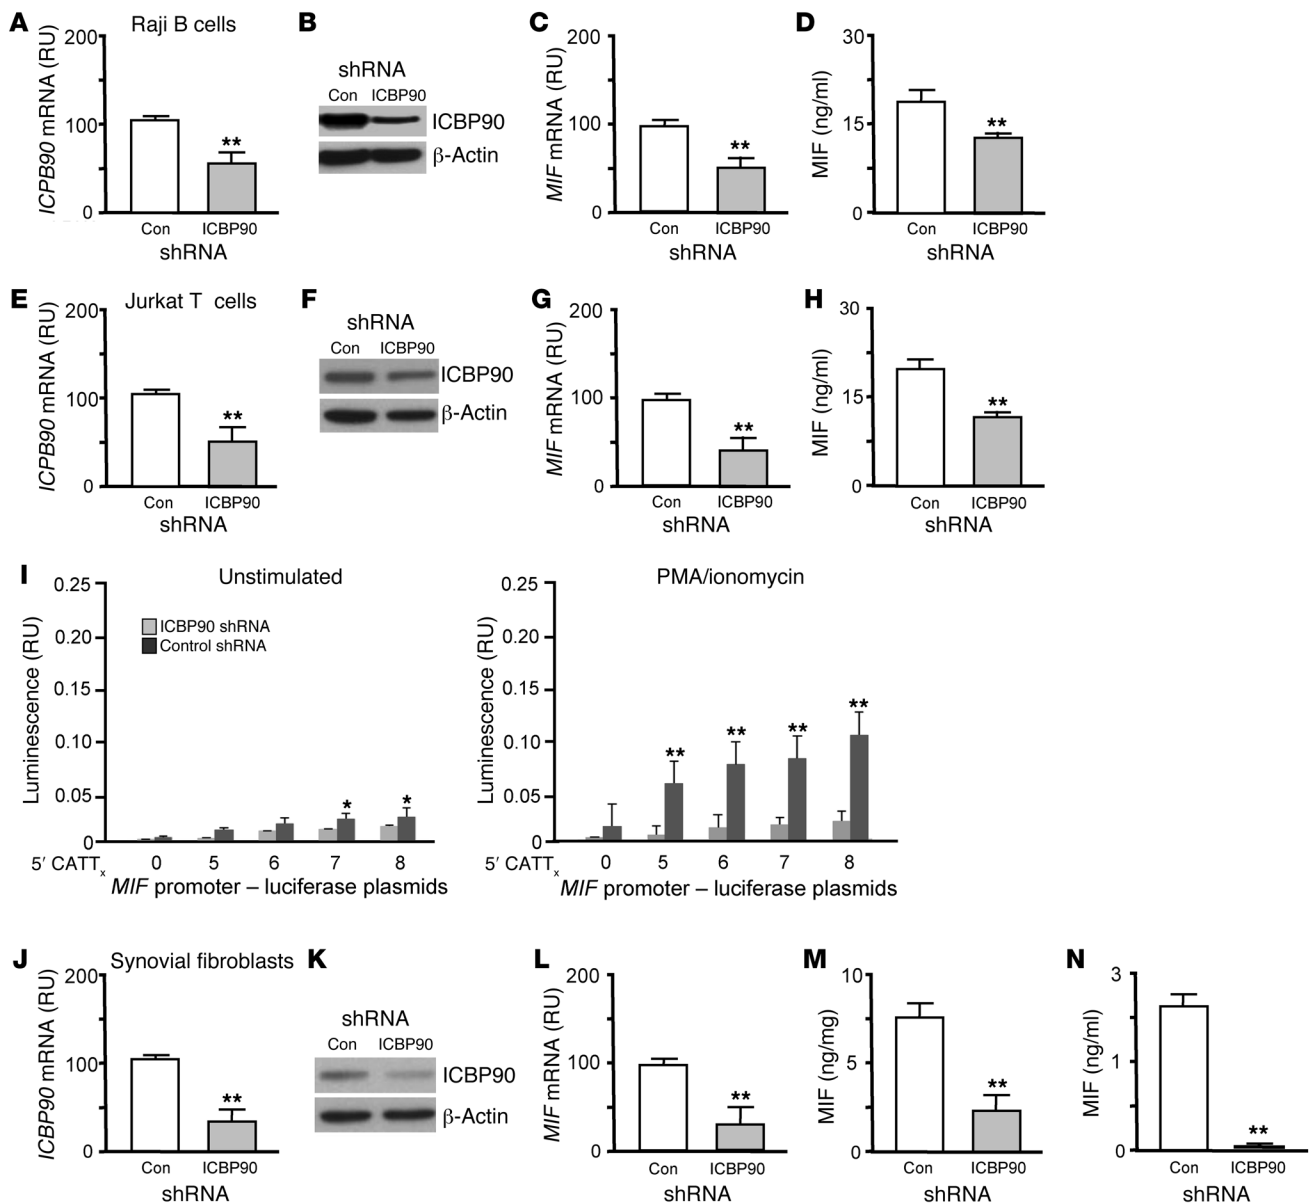 A
Raji B cells
ICPB90 mRNA (RU)
200
100
0
**
Con
ICBP90
shRNA
B
shRNA
Con
ICBP90
ICBP90
β-Actin
C
MIF mRNA (RU)
200
100
0
**
Con
ICBP90
shRNA
D
MIF (ng/ml)
30
15
0
**
Con
ICBP90
shRNA
E
Jurkat T cells
ICPB90 mRNA (RU)
200
100
0
**
Con
ICBP90
shRNA
F
shRNA
Con
ICBP90
ICBP90
β-Actin
G
MIF mRNA (RU)
200
100
0
**
Con
ICBP90
shRNA
H
MIF (ng/ml)
30
15
0
**
Con
ICBP90
shRNA
I
Unstimulated
Luminescence (RU)
0.25
0.20
0.15
0.10
0.05
0
ICBP90 shRNA
Control shRNA
*
*
5′ CATTx
0 5 6 7 8
MIF promoter – luciferase plasmids
PMA/ionomycin
Luminescence (RU)
0.25
0.20
0.15
0.10
0.05
0
**
**
**
**
5′ CATTx
0 5 6 7 8
MIF promoter – luciferase plasmids
J
Synovial fibroblasts
ICBP90 mRNA (RU)
200
100
0
**
Con
ICBP90
shRNA
K
shRNA
Con
ICBP90
ICBP90
β-Actin
L
MIF mRNA (RU)
200
100
0
**
Con
ICBP90
shRNA
M
MIF (ng/mg)
10
5
0
**
Con
ICBP90
shRNA
N
MIF (ng/ml)
3
1
0
**
Con
ICBP90
shRNA